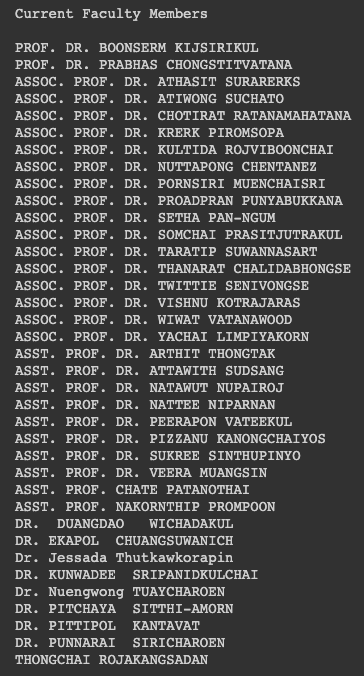 Current Faculty Members
PROF. DR. BOONSERM KIJSIRIKUL
PROF. DR. PRABHAS CHONGSTITVATANA
ASSOC. PROF. DR. ATHASIT SURARERKS
ASSOC. PROF. DR. ATIWONG SUCHATO
ASSOC. PROF. DR. CHOTIRAT RATANAMAHATANA
ASSOC. PROF. DR. KRERK PIROMSOPA
ASSOC. PROF. DR. KULTIDA ROJVIBOONCHAI
ASSOC. PROF. DR. NUTTAPONG CHENTANEZ
ASSOC. PROF. DR. PORNSIRI MUENCHAISRI
ASSOC. PROF. DR. PROADPRAN PUNYABUKKANA
ASSOC. PROF. DR. SETHA PAN-NGUM
ASSOC. PROF. DR. SOMCHAI PRASITJUTRAKUL
ASSOC. PROF. DR. TARATIP SUWANNASART
ASSOC. PROF. DR. THANARAT CHALIDABHONGSE
ASSOC. PROF. DR. TWITTIE SENIVONGSE
ASSOC. PROF. DR. VISHNU KOTRAJARAS
ASSOC. PROF. DR. WIWAT VATANAWOOD
ASSOC. PROF. DR. YACHAI LIMPIYAKORN
ASST. PROF. DR. ARTHIT THONGTAK
ASST. PROF. DR. ATTAWITH SUDSANG
ASST. PROF. DR. NATAWUT NUPAIROJ
ASST. PROF. DR. NATTEE NIPARNAN
ASST. PROF. DR. PEERAPON VATEEKUL
ASST. PROF. DR. PIZZANU KANONGCHAIYOS
ASST. PROF. DR. SUKREE SINTHUPINYO
ASST. PROF. DR. VEERA MUANGSIN
ASST. PROF. CHATE PATANOTHAI
ASST. PROF. NAKORNTHIP PROMPOON
DR. DUANGDAO WICHADAKUL
DR. EKAPOL CHUANGSUWANICH
Dr. Jessada Thutkawkorapin
DR. KUNWADEE SRIPANIDKULCHAI
Dr. Nuengwong TUAYCHAROEN
DR. PITCHAYA SITTHI-AMORN
DR. PITTIPOL KANTAVAT
DR. PUNNARAI SIRICHAROEN
THONGCHAI ROJAKANGSADAN